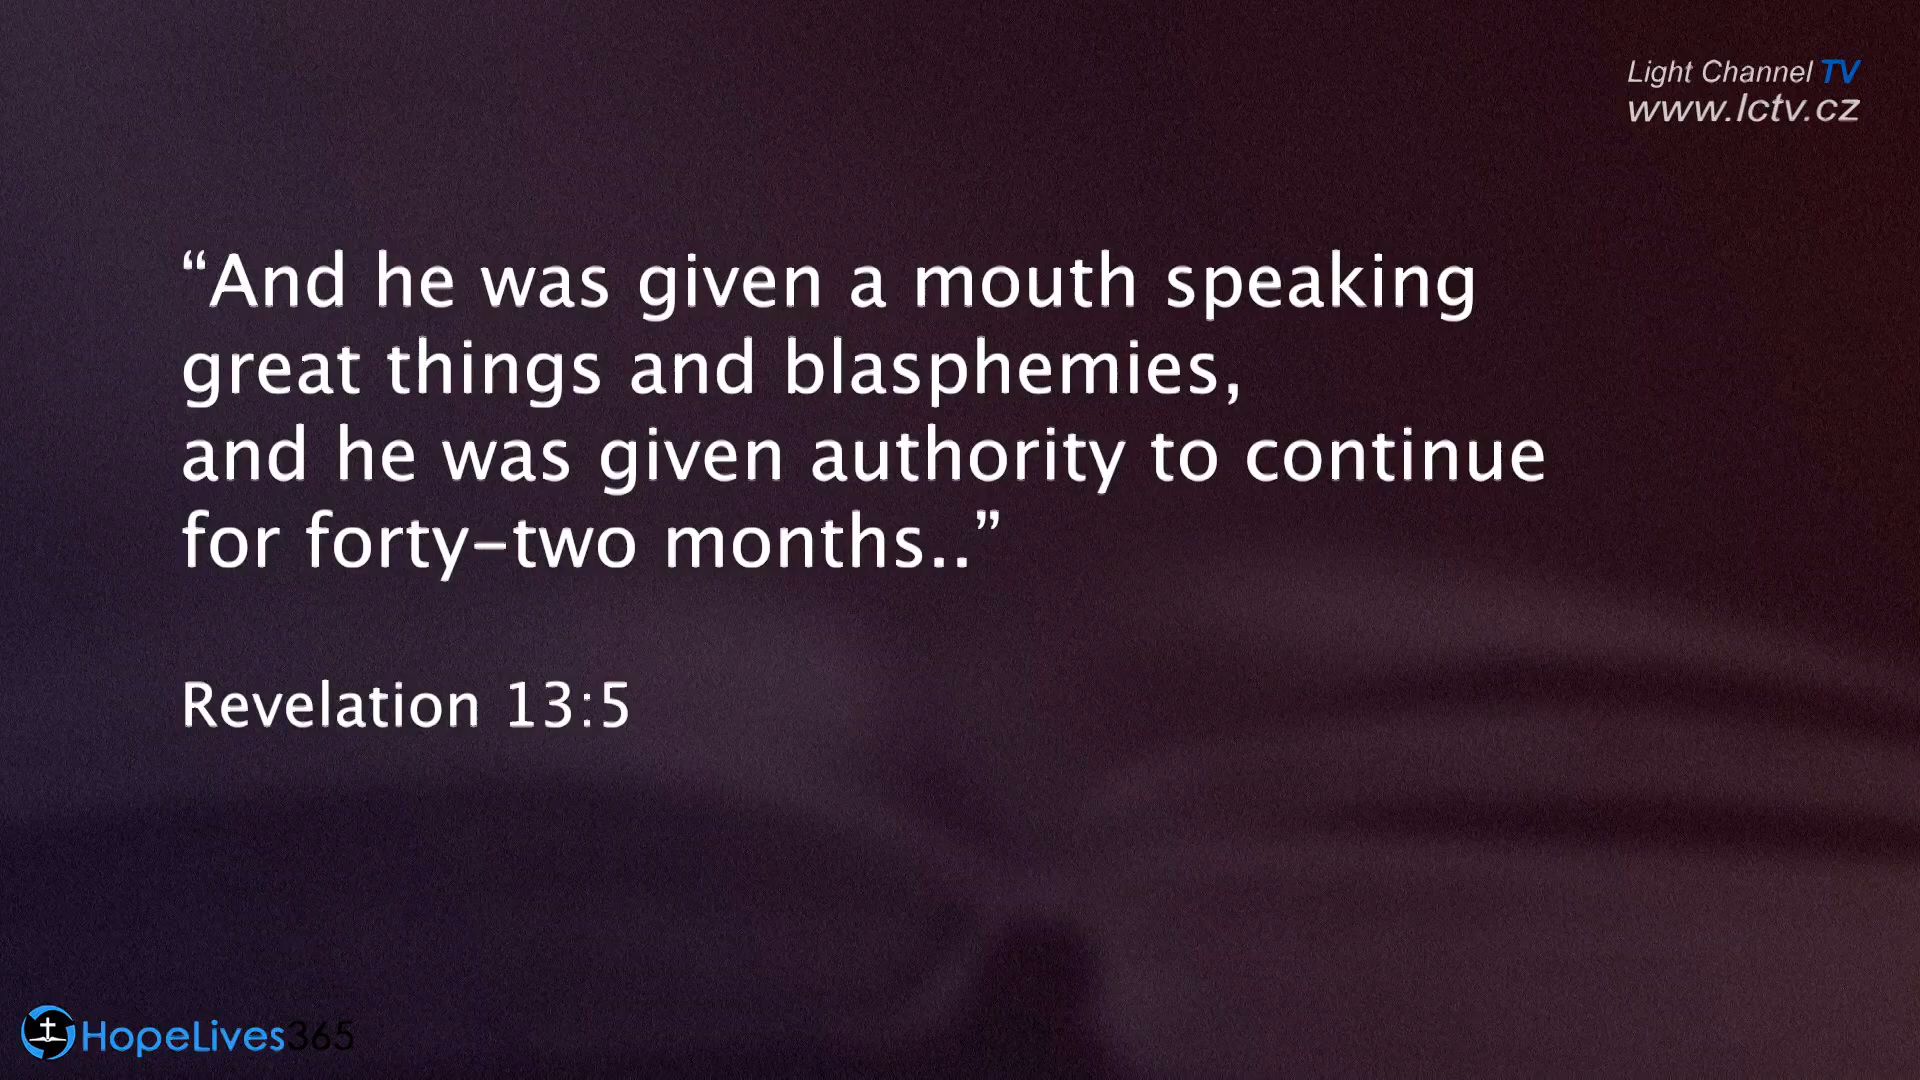 Light Channel TV
www.lctv.cz
“And he was given a mouth speaking
great things and blasphemies,
and he was given authority to continue
for forty-two months..”
Revelation 13:5
HopeLives365